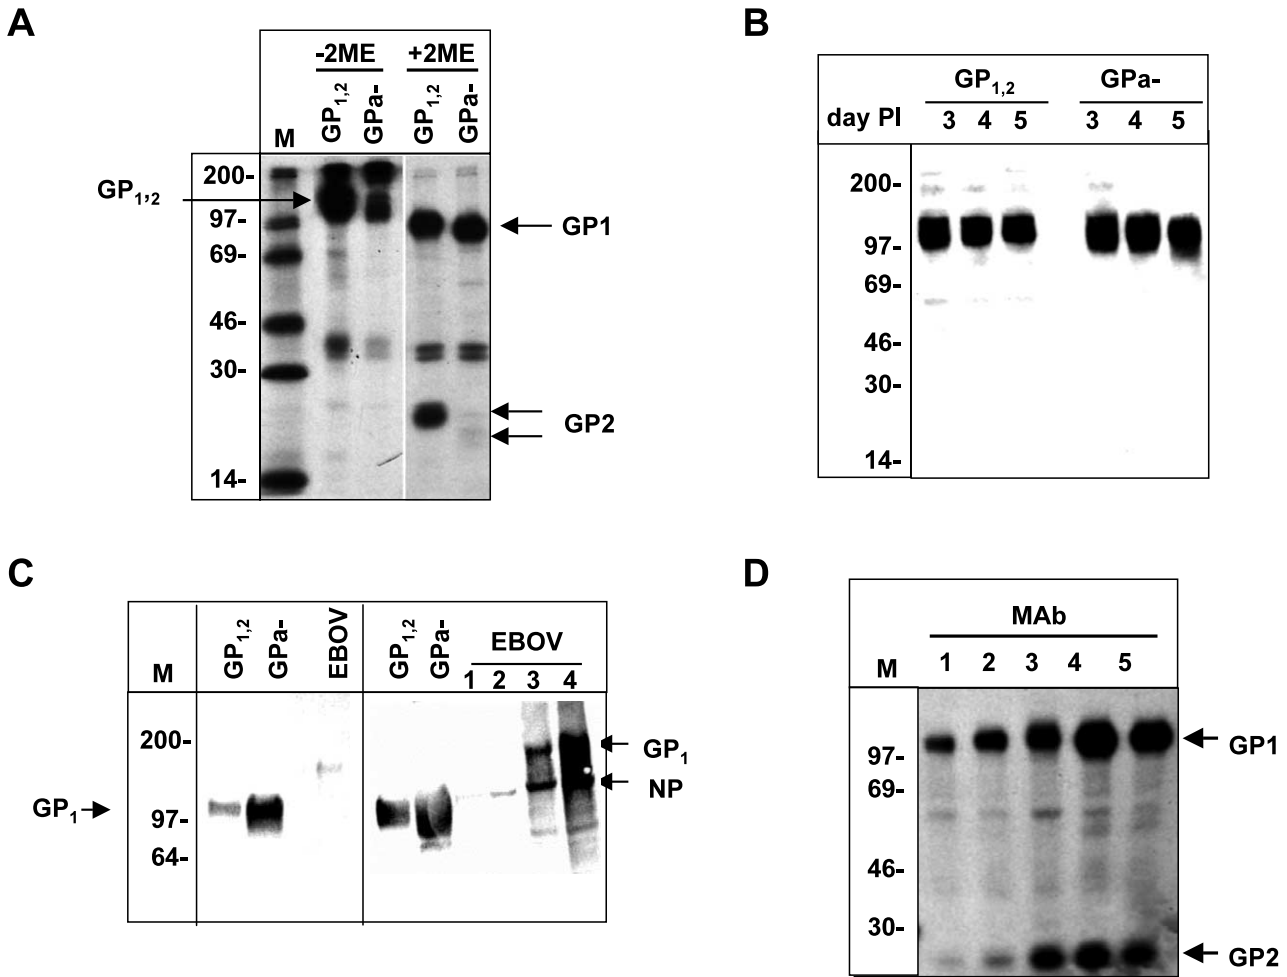 A
-2ME +2ME
M GP1,2 GPa- GP1,2 GPa-
200-
GP1,2
97-
GP1
69-
46-
30-
GP2
14-
B
GP1,2 GPa-
day PI 3 4 5 3 4 5
200-
97-
69-
46-
30-
14-
C
M GP1,2 GPa- EBOV GP1,2 GPa- EBOV
1 2 3 4
200-
GP1
NP
GP1
97-
64-
D
MAb
M 1 2 3 4 5
GP1
97-
69-
46-
30-
GP2